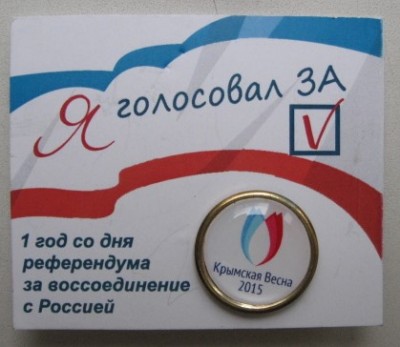 Я голосовал ЗА
1 год со дня
референдума
за воссоединение
с Россией
Крымская Весна
2015